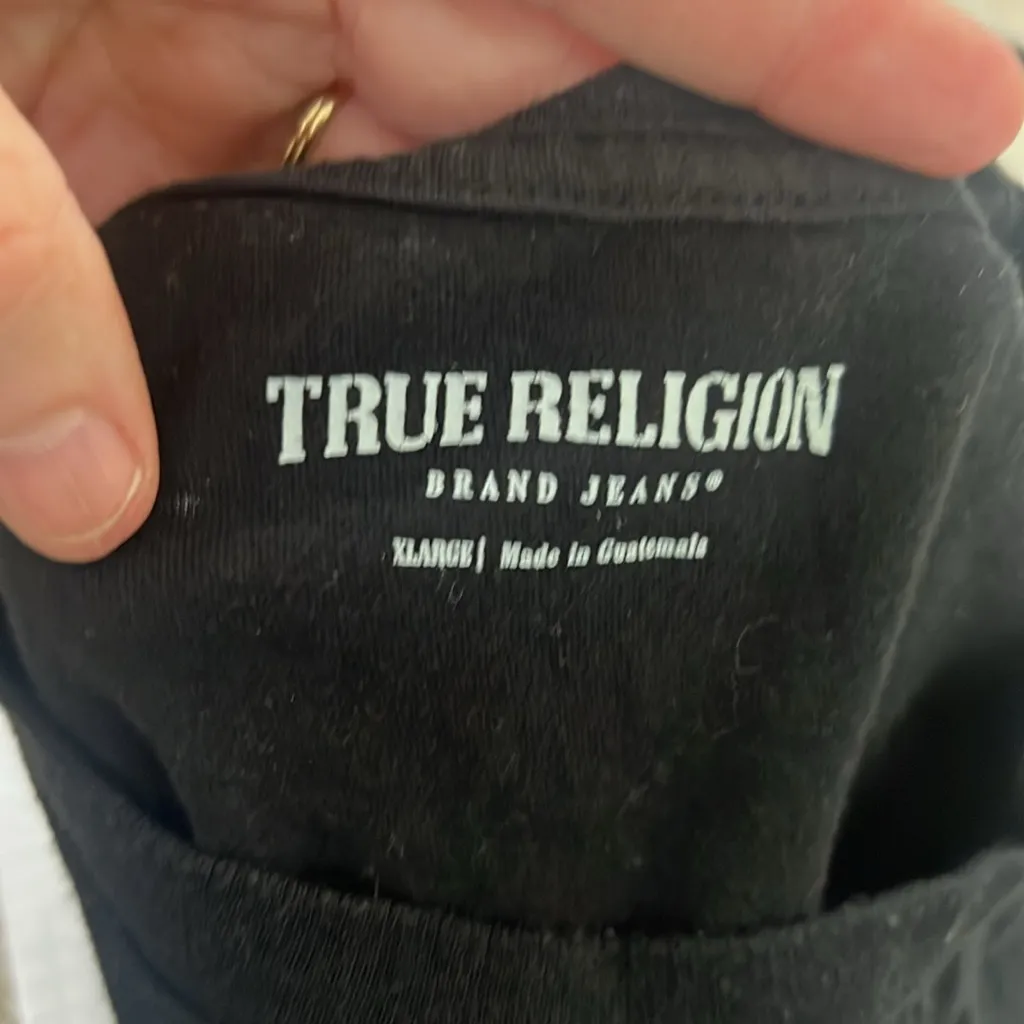 TRUE RELIGION
BRAND JEANS®
XLARGE | Made in Guatemala